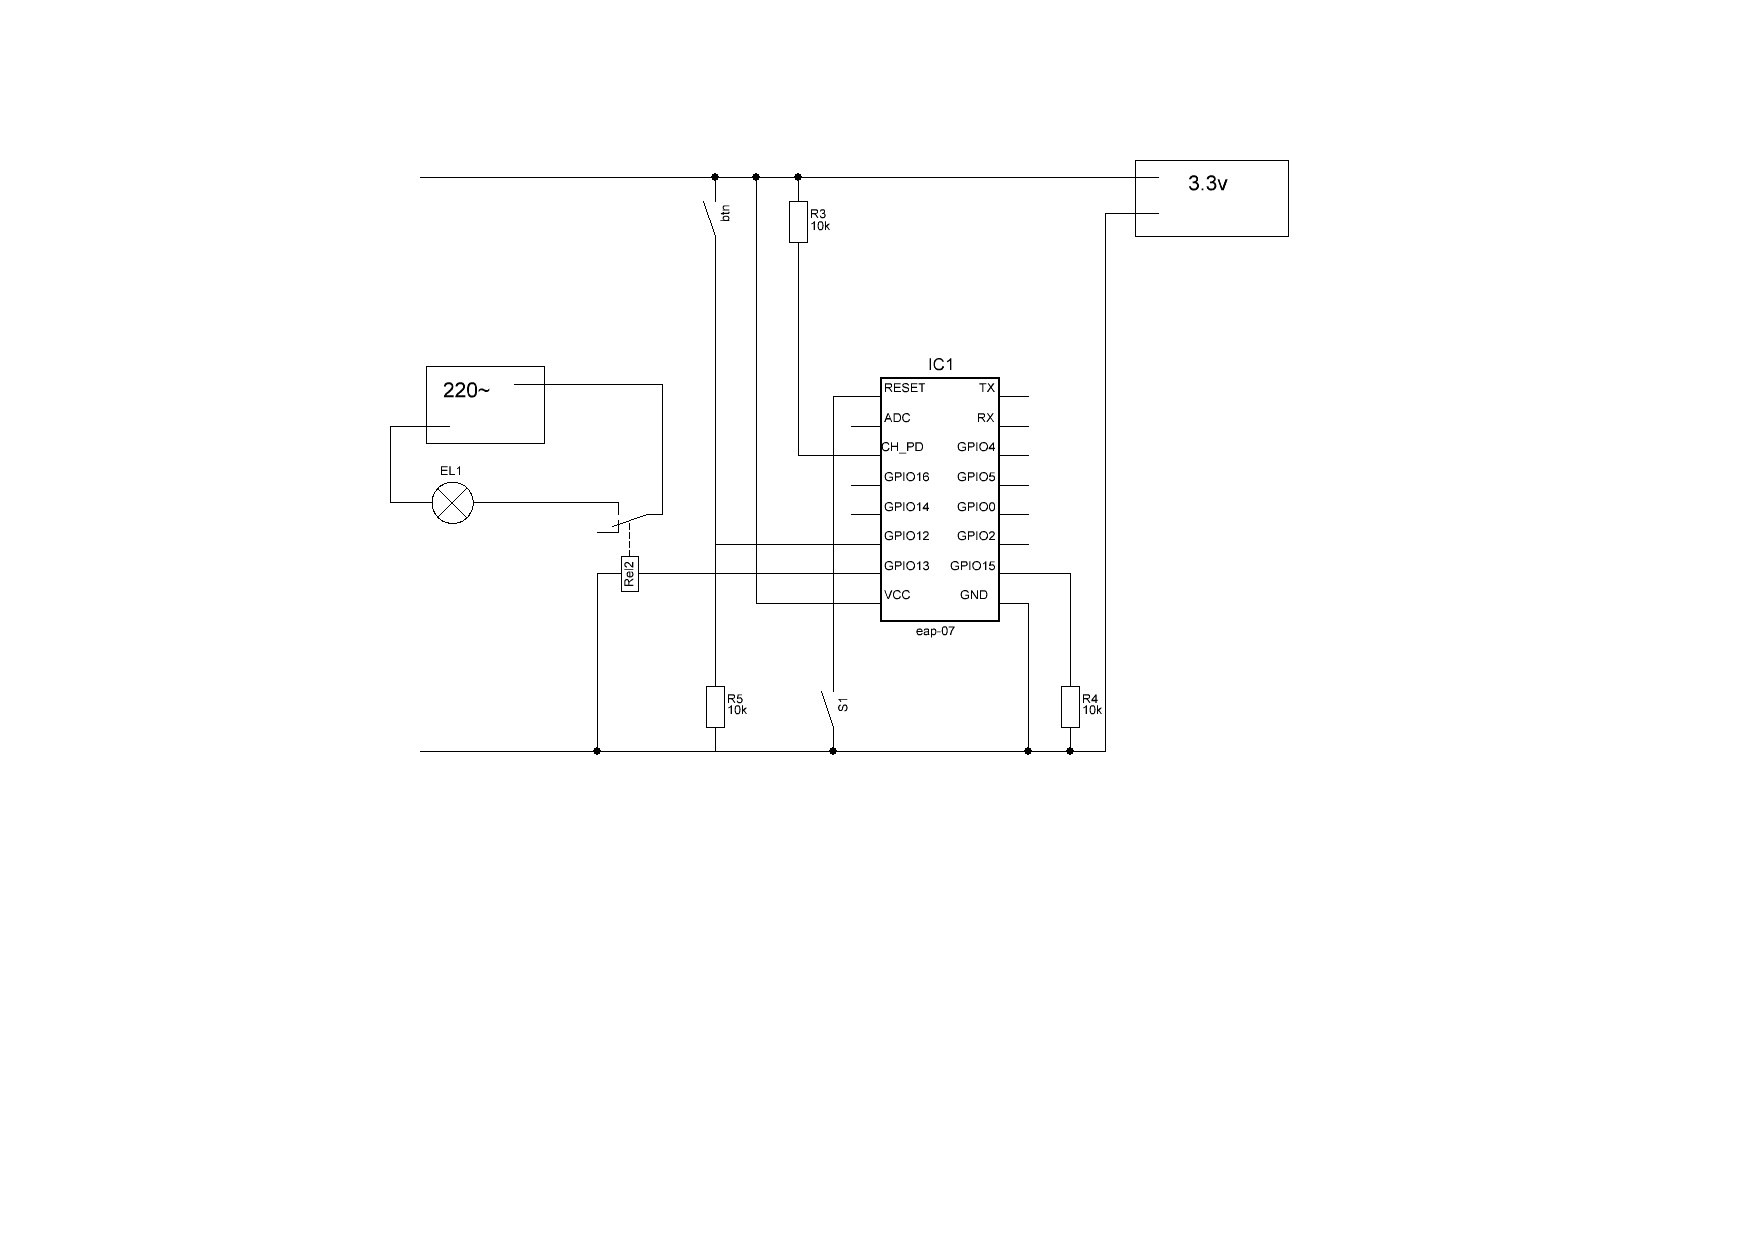 3.3v
btn
R3
10k
IC1
220~
RESET TX
ADC RX
CH_PD GPIO4
EL1
GPIO16 GPIO5
GPIO14 GPIO0
GPIO12 GPIO2
Rel2
GPIO13 GPIO15
VCC GND
eap-07
R5
10k
S1
R4
10k